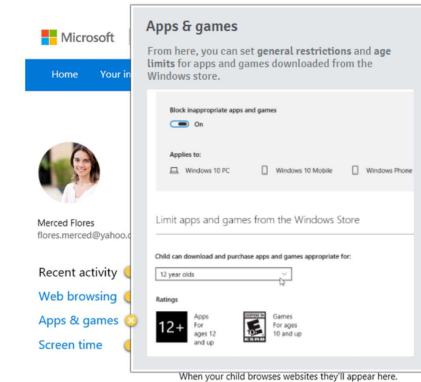 Microsoft
Home Your in
Merced Flores
flores.merced@yahoo.c
Recent activity
Web browsing
Apps & games
Screen time
Apps & games
From here, you can set general restrictions and age
limits for apps and games downloaded from the
Windows store.
Block inappropriate apps and games
On
Applies to:
Windows 10 PC Windows 10 Mobile Windows Phone
Limit apps and games from the Windows Store
Child can download and purchase apps and games appropriate for:
12 year olds
Ratings
12+
Apps
For
ages 12
and up
ESRB
Games
For ages
10 and up
When your child browses websites they'll appear here.